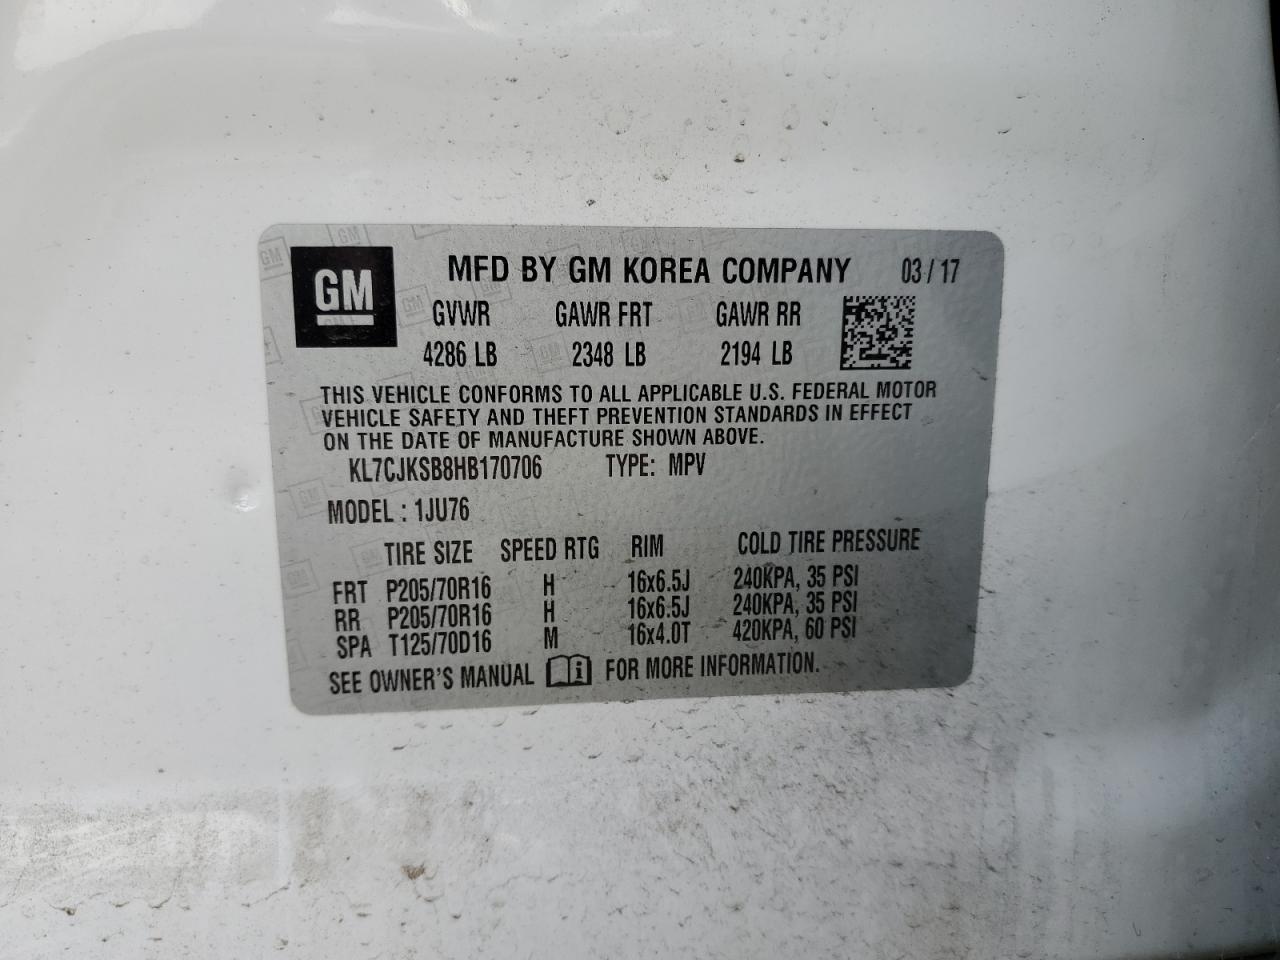 GM MFD BY GM KOREA COMPANY 03/17
GVWR GAWR FRT GAWR RR
4286 LB 2348 LB 2194 LB
THIS VEHICLE CONFORMS TO ALL APPLICABLE U.S. FEDERAL MOTOR
VEHICLE SAFETY AND THEFT PREVENTION STANDARDS IN EFFECT
ON THE DATE OF MANUFACTURE SHOWN ABOVE.
KL7CJKSB8HB170706 TYPE: MPV
MODEL : 1JU76
TIRE SIZE SPEED RTG RIM COLD TIRE PRESSURE
FRT P205/70R16 H 16x6.5J 240KPA, 35 PSI
RR P205/70R16 H 16x6.5J 240KPA, 35 PSI
SPA T125/70D16 M 16x4.0T 420KPA, 60 PSI
SEE OWNER'S MANUAL i FOR MORE INFORMATION.